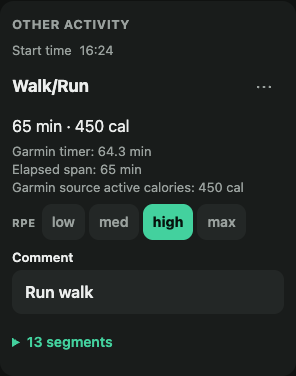 OTHER ACTIVITY
Start time 16:24
Walk/Run ...
65 min · 450 cal
Garmin timer: 64.3 min
Elapsed span: 65 min
Garmin source active calories: 450 cal
RPE low med high max
Comment
Run walk
▶ 13 segments